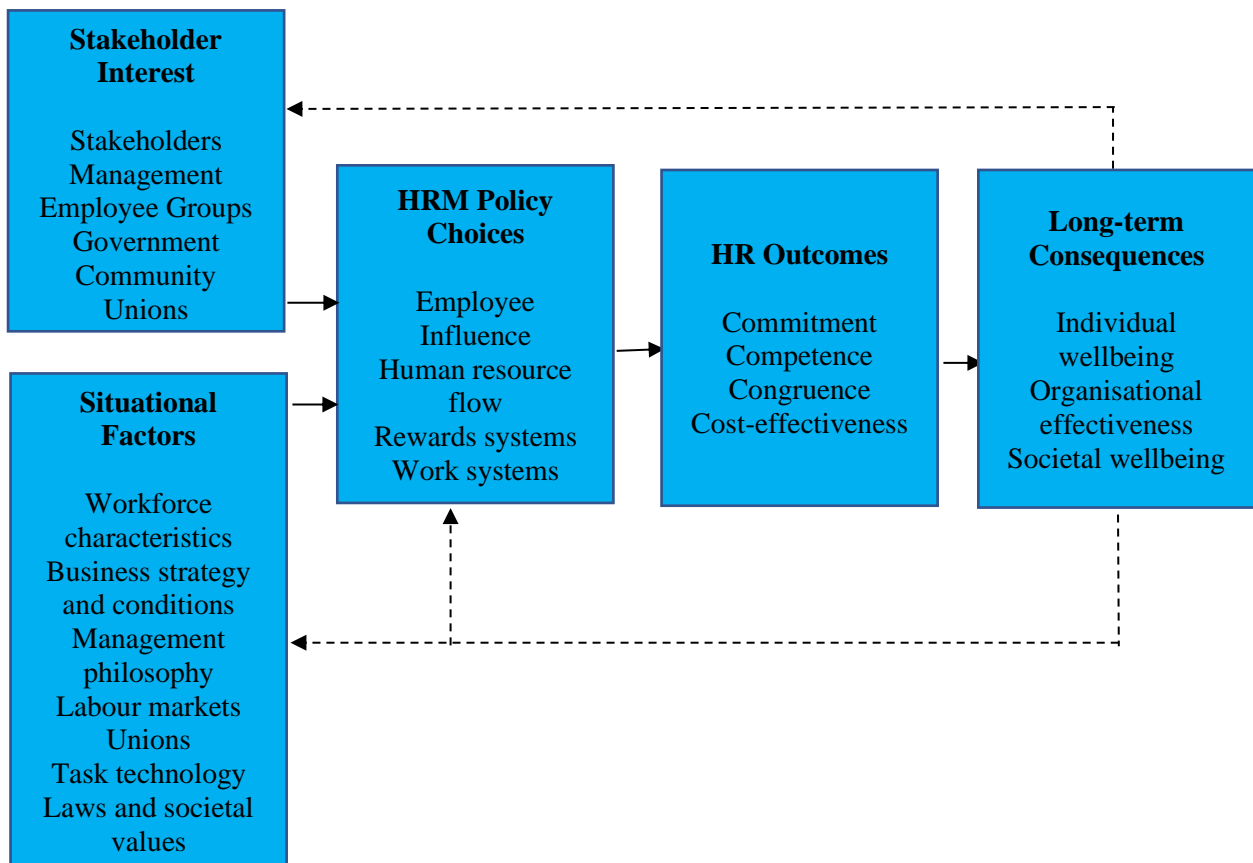 Stakeholder
Interest
Stakeholders
Management
Employee Groups
Government
Community
Unions
Situational
Factors
Workforce
characteristics
Business strategy
and conditions
Management
philosophy
Labour markets
Unions
Task technology
Laws and societal
values
HRM Policy
Choices
Employee
Influence
Human resource
flow
Rewards systems
Work systems
HR Outcomes
Commitment
Competence
Congruence
Cost-effectiveness
Long-term
Consequences
Individual
wellbeing
Organisational
effectiveness
Societal wellbeing